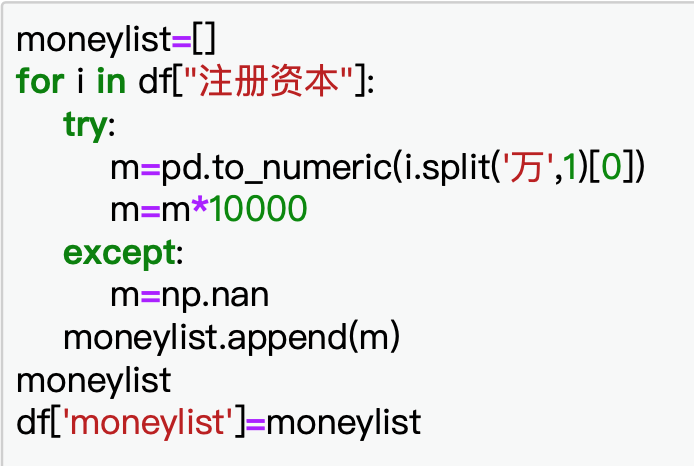 moneylist=[]
for i in df["注册资本"]:
    try:
        m=pd.to_numeric(i.split('万',1)[0])
        m=m*10000
    except:
        m=np.nan
    moneylist.append(m)
moneylist
df['moneylist']=moneylist